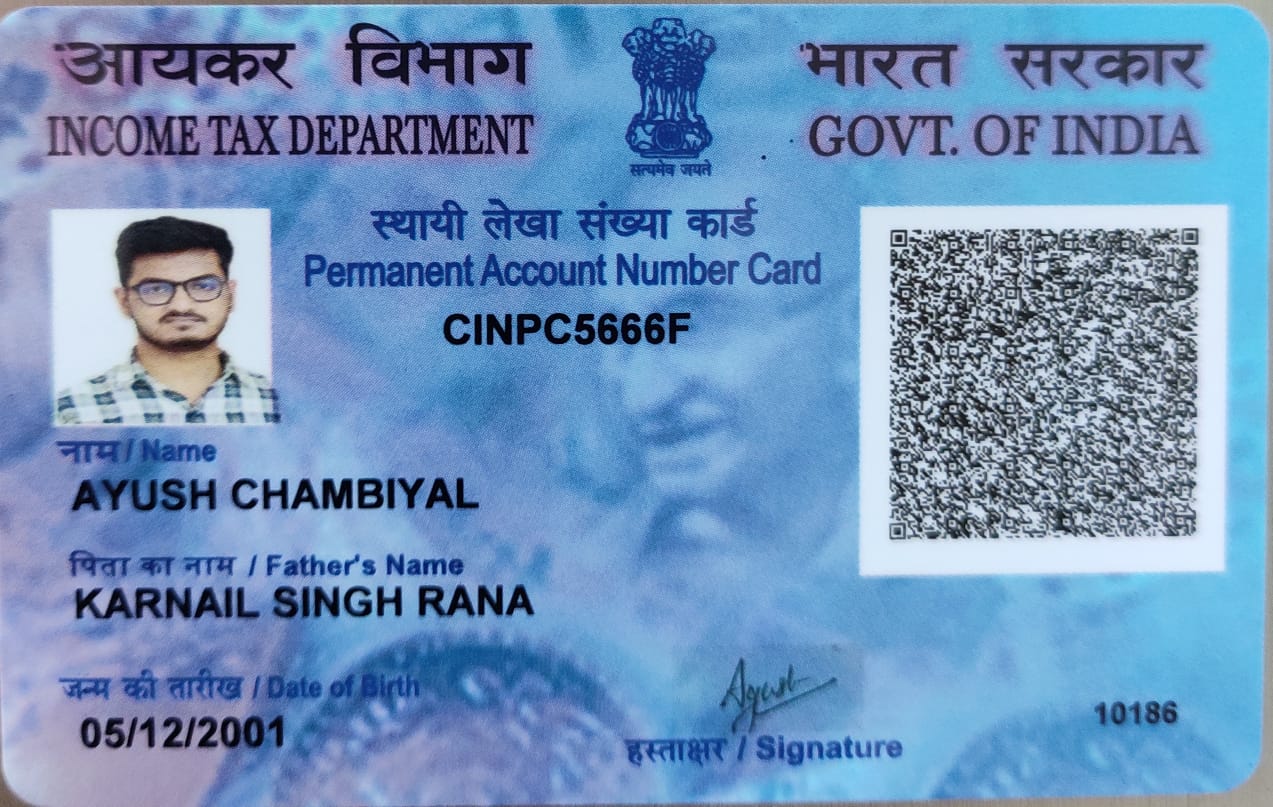 आयकर विभाग
INCOME TAX DEPARTMENT
सत्यमेव जयते
भारत सरकार
GOVT. OF INDIA
स्थायी लेखा संख्या कार्ड
Permanent Account Number Card
CINPC5666F
नाम / Name
AYUSH CHAMBIYAL
पिता का नाम / Father's Name
KARNAIL SINGH RANA
जन्म की तारीख / Date of Birth
05/12/2001
Ayush
हस्ताक्षर / Signature
10186